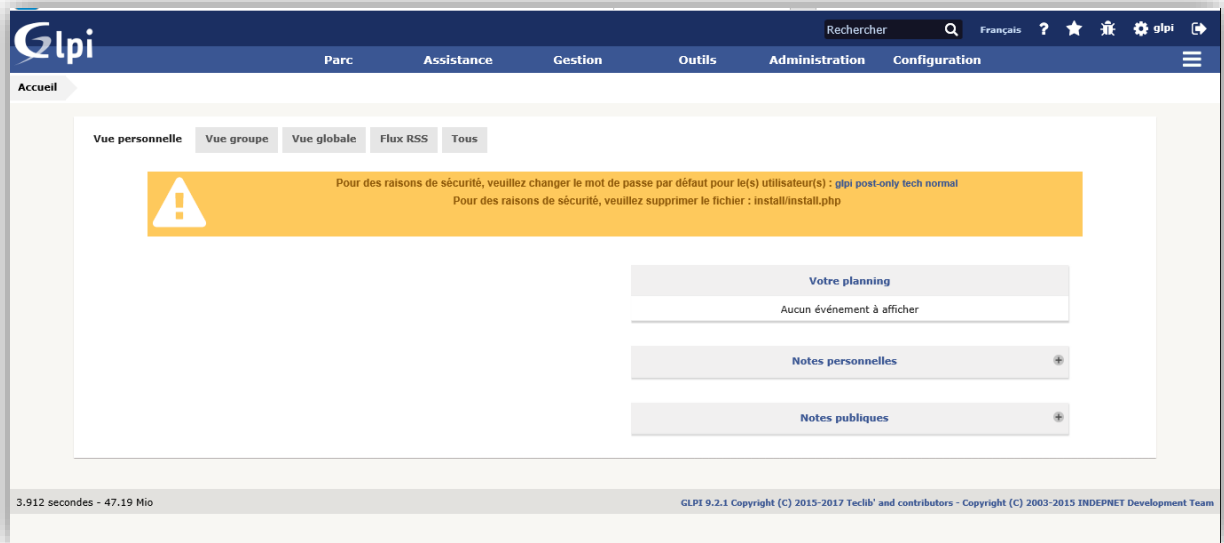 Glpi
Rechercher Français ? glpi
Parc Assistance Gestion Outils Administration Configuration
Accueil
Vue personnelle Vue groupe Vue globale Flux RSS Tous
Pour des raisons de sécurité, veuillez changer le mot de passe par défaut pour le(s) utilisateur(s) : glpi post-only tech normal
Pour des raisons de sécurité, veuillez supprimer le fichier : install/install.php
Votre planning
Aucun événement à afficher
Notes personnelles
Notes publiques
3.912 secondes - 47.19 Mio
GLPI 9.2.1 Copyright (C) 2015-2017 Teclib' and contributors - Copyright (C) 2003-2015 INDEPNET Development Team